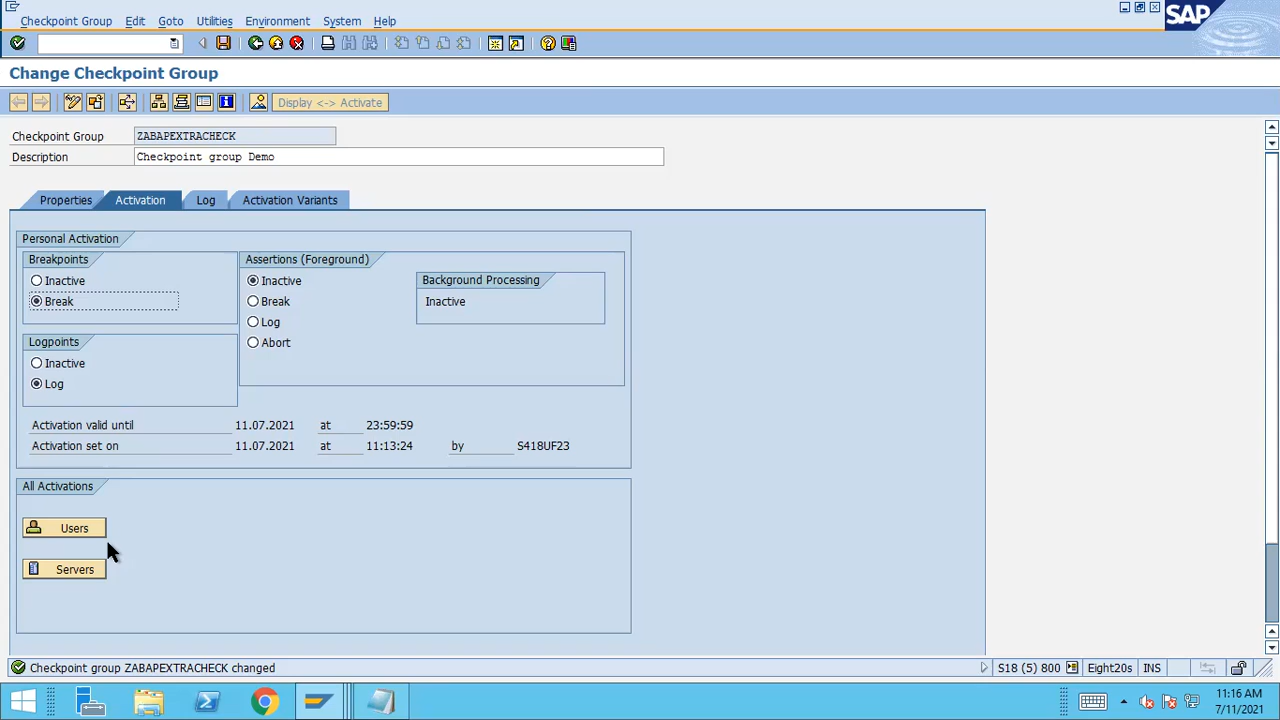 Checkpoint Group Edit Goto Utilities Environment System Help
SAP
Change Checkpoint Group
Display <-> Activate
Checkpoint Group ZABAPEXTRACHECK
Description Checkpoint group Demo
Properties Activation Log Activation Variants
Personal Activation
Breakpoints
Inactive
Break
Assertions (Foreground)
Inactive
Break
Log
Abort
Background Processing
Inactive
Logpoints
Inactive
Log
Activation valid until 11.07.2021 at 23:59:59
Activation set on 11.07.2021 at 11:13:24 by S418UF23
All Activations
Users
Servers
Checkpoint group ZABAPEXTRACHECK changed S18 (5) 800 Eight20s INS
11:16 AM
7/11/2021